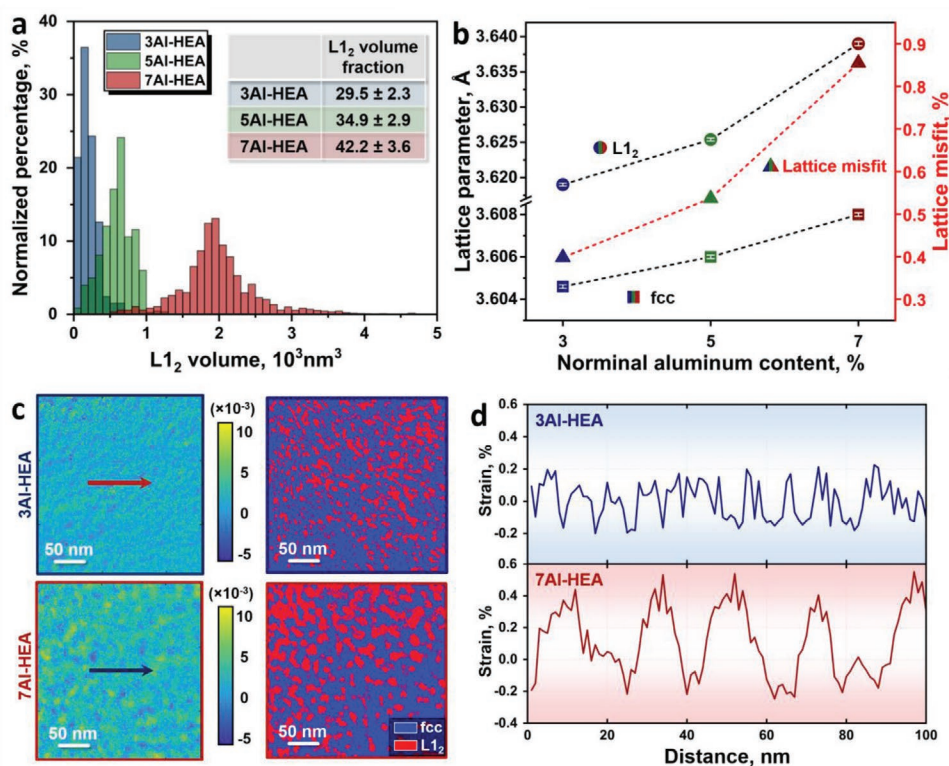 a
Normalized percentage, %
40
30
20
10
0
3Al-HEA
5Al-HEA
7Al-HEA
L1₂ volume
fraction
3Al-HEA 29.5 ± 2.3
5Al-HEA 34.9 ± 2.9
7Al-HEA 42.2 ± 3.6
0 1 2 3 4 5
L1₂ volume, 10³nm³
b
Lattice parameter, Å
3.640
3.635
3.630
3.625
3.620
3.608
3.606
3.604
L1₂
Lattice misfit
fcc
0.9
0.8
0.7
0.6
0.5
0.4
0.3
Lattice misfit, %
3 5 7
Norminal aluminum content, %
c
3Al-HEA
50 nm
(×10⁻³)
10
5
0
-5
50 nm
7Al-HEA
50 nm
(×10⁻³)
10
5
0
-5
50 nm
fcc
L1₂
d
Strain, %
0.6
0.4
0.2
0.0
-0.2
0.6
3Al-HEA
Strain, %
0.4
0.2
0.0
-0.2
-0.4
7Al-HEA
0 20 40 60 80 100
Distance, nm